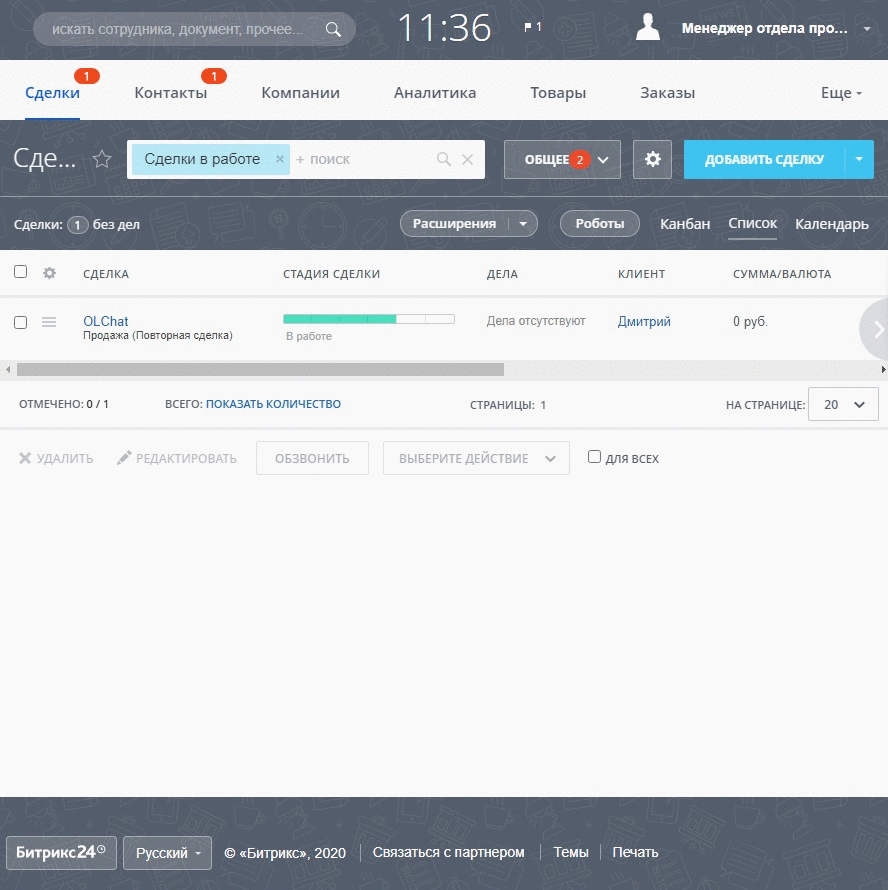 искать сотрудника, документ, прочее... 11:36 1 Менеджер отдела про...
1 1
Сделки Контакты Компании Аналитика Товары Заказы Еще
Сде... Сделки в работе × + поиск ОБЩЕЕ 2 ДОБАВИТЬ СДЕЛКУ
Сделки: 1 без дел Расширения Роботы Канбан Список Календарь
СДЕЛКА СТАДИЯ СДЕЛКИ ДЕЛА КЛИЕНТ СУММА/ВАЛЮТА
OLChat Дела отсутствуют Дмитрий 0 руб.
Продажа (Повторная сделка) В работе
ОТМЕЧЕНО: 0 / 1 ВСЕГО: ПОКАЗАТЬ КОЛИЧЕСТВО СТРАНИЦЫ: 1 НА СТРАНИЦЕ: 20
УДАЛИТЬ РЕДАКТИРОВАТЬ ОБЗВОНИТЬ ВЫБЕРИТЕ ДЕЙСТВИЕ ДЛЯ ВСЕХ
Битрикс24 Русский © «Битрикс», 2020 Связаться с партнером Темы Печать